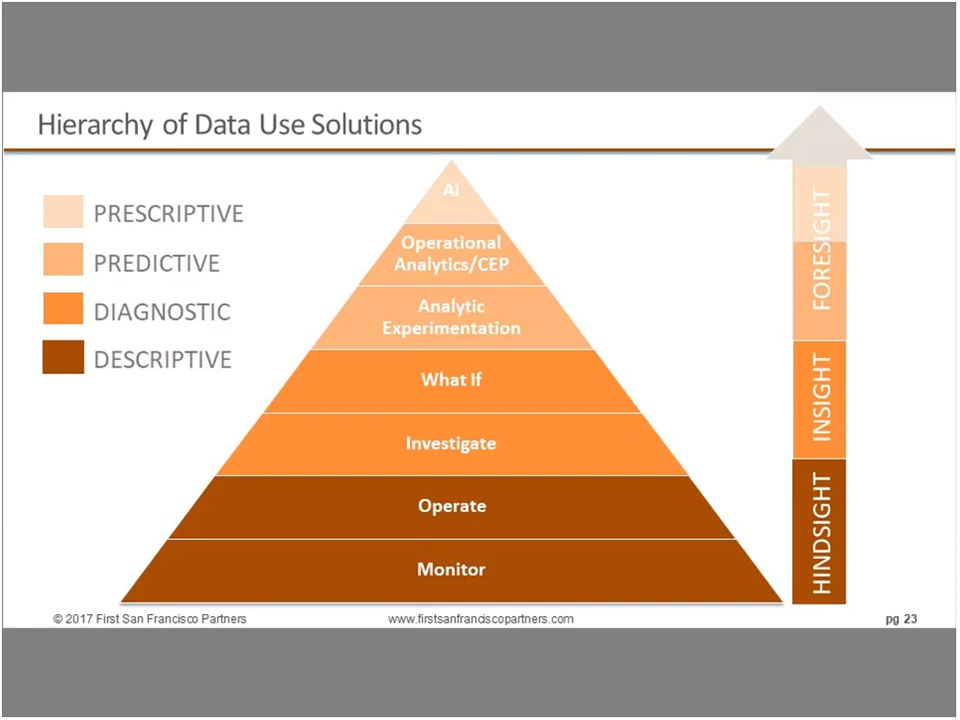 Hierarchy of Data Use Solutions
PRESCRIPTIVE
PREDICTIVE
DIAGNOSTIC
DESCRIPTIVE
AI
Operational
Analytics/CEP
Analytic
Experimentation
What If
Investigate
Operate
Monitor
FORESIGHT
INSIGHT
HINDSIGHT
© 2017 First San Francisco Partners
www.firstsanfranciscopartners.com
pg 23